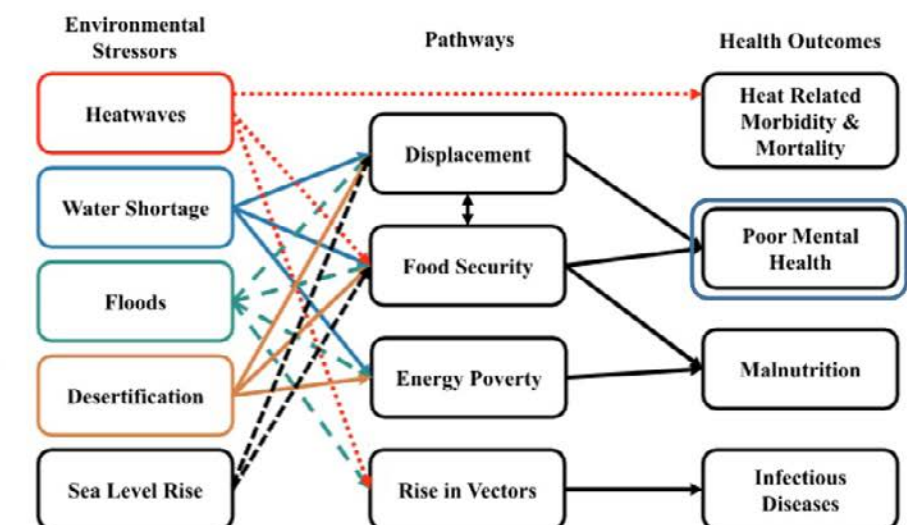 Environmental
Stressors
Pathways
Health Outcomes
Heatwaves
Water Shortage
Floods
Desertification
Sea Level Rise
Displacement
Food Security
Energy Poverty
Rise in Vectors
Heat Related
Morbidity &
Mortality
Poor Mental
Health
Malnutrition
Infectious
Diseases